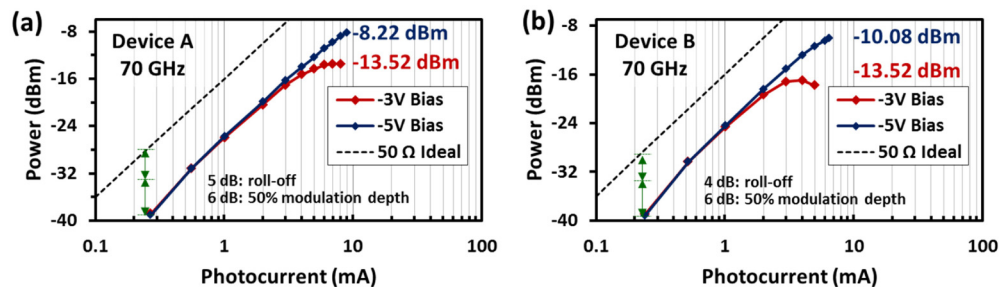 (a)
Power (dBm)
-8
-16
-24
-32
-40
Device A
70 GHz
-8.22 dBm
-13.52 dBm
-3V Bias
-5V Bias
50 Ω Ideal
5 dB: roll-off
6 dB: 50% modulation depth
0.1 1 10 100
Photocurrent (mA)
(b)
Power (dBm)
-8
-16
-24
-32
-40
Device B
70 GHz
-10.08 dBm
-13.52 dBm
-3V Bias
-5V Bias
50 Ω Ideal
4 dB: roll-off
6 dB: 50% modulation depth
0.1 1 10 100
Photocurrent (mA)